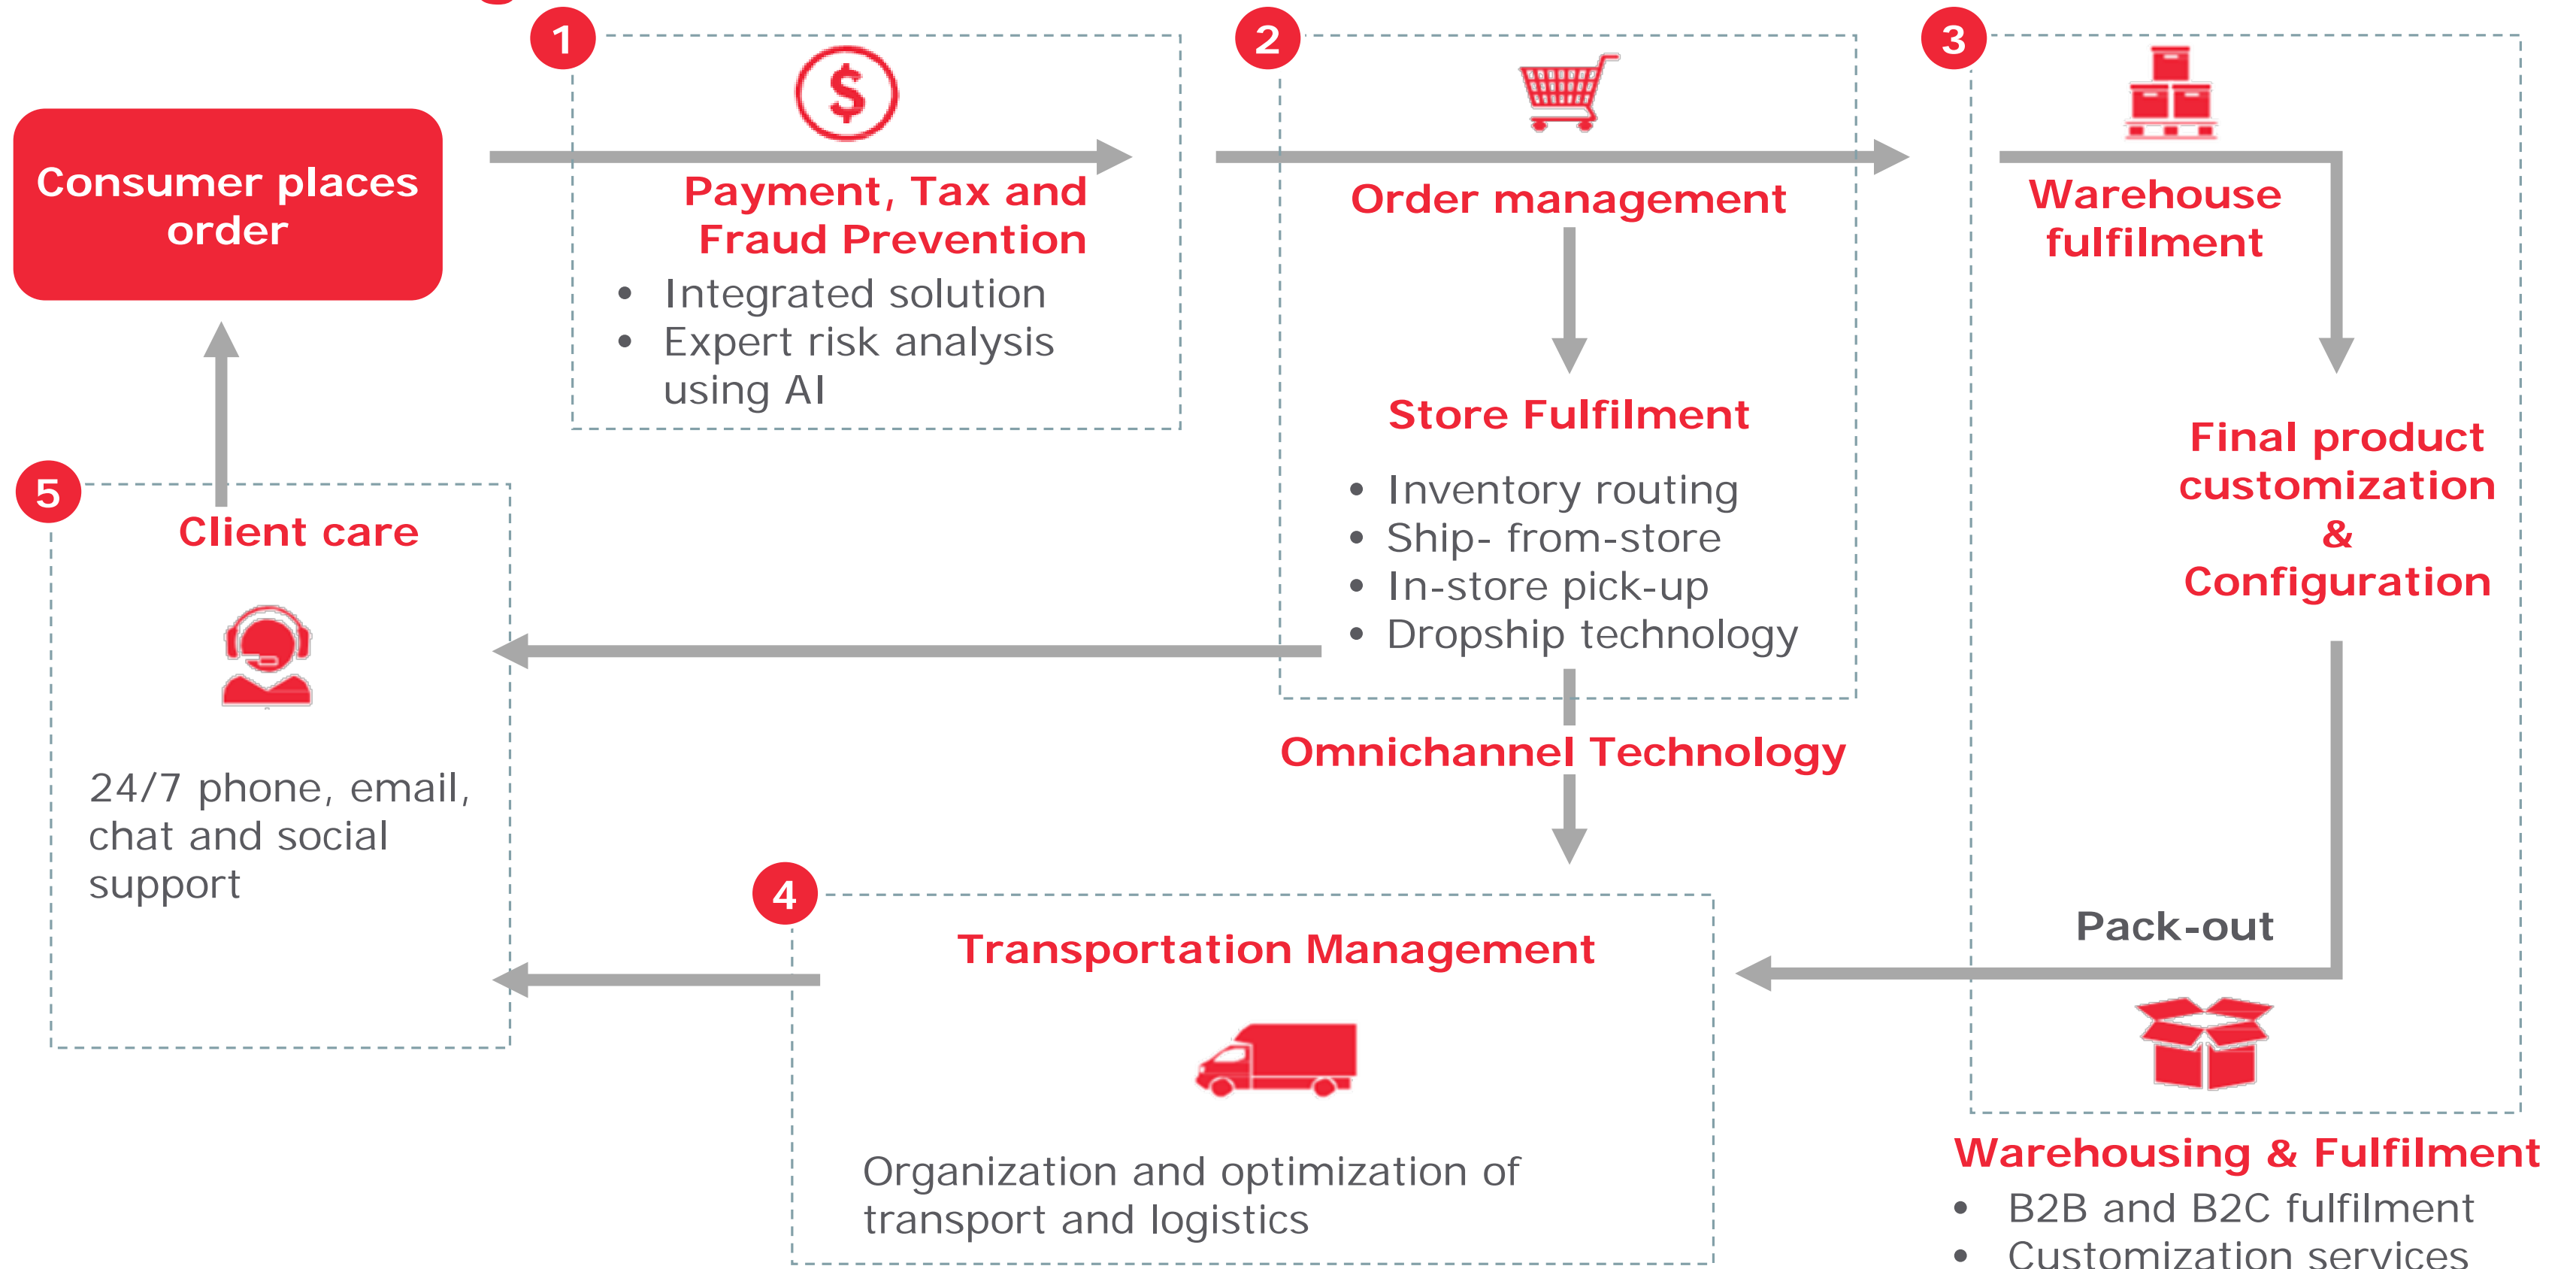 Consumer places
order
1
Payment, Tax and
Fraud Prevention
• Integrated solution
• Expert risk analysis
using AI
2
Order management
Store Fulfilment
• Inventory routing
• Ship- from-store
• In-store pick-up
• Dropship technology
Omnichannel Technology
3
Warehouse
fulfilment
Final product
customization
&
Configuration
Pack-out
Warehousing & Fulfilment
• B2B and B2C fulfilment
• Customization services
4
Transportation Management
Organization and optimization of
transport and logistics
5
Client care
24/7 phone, email,
chat and social
support